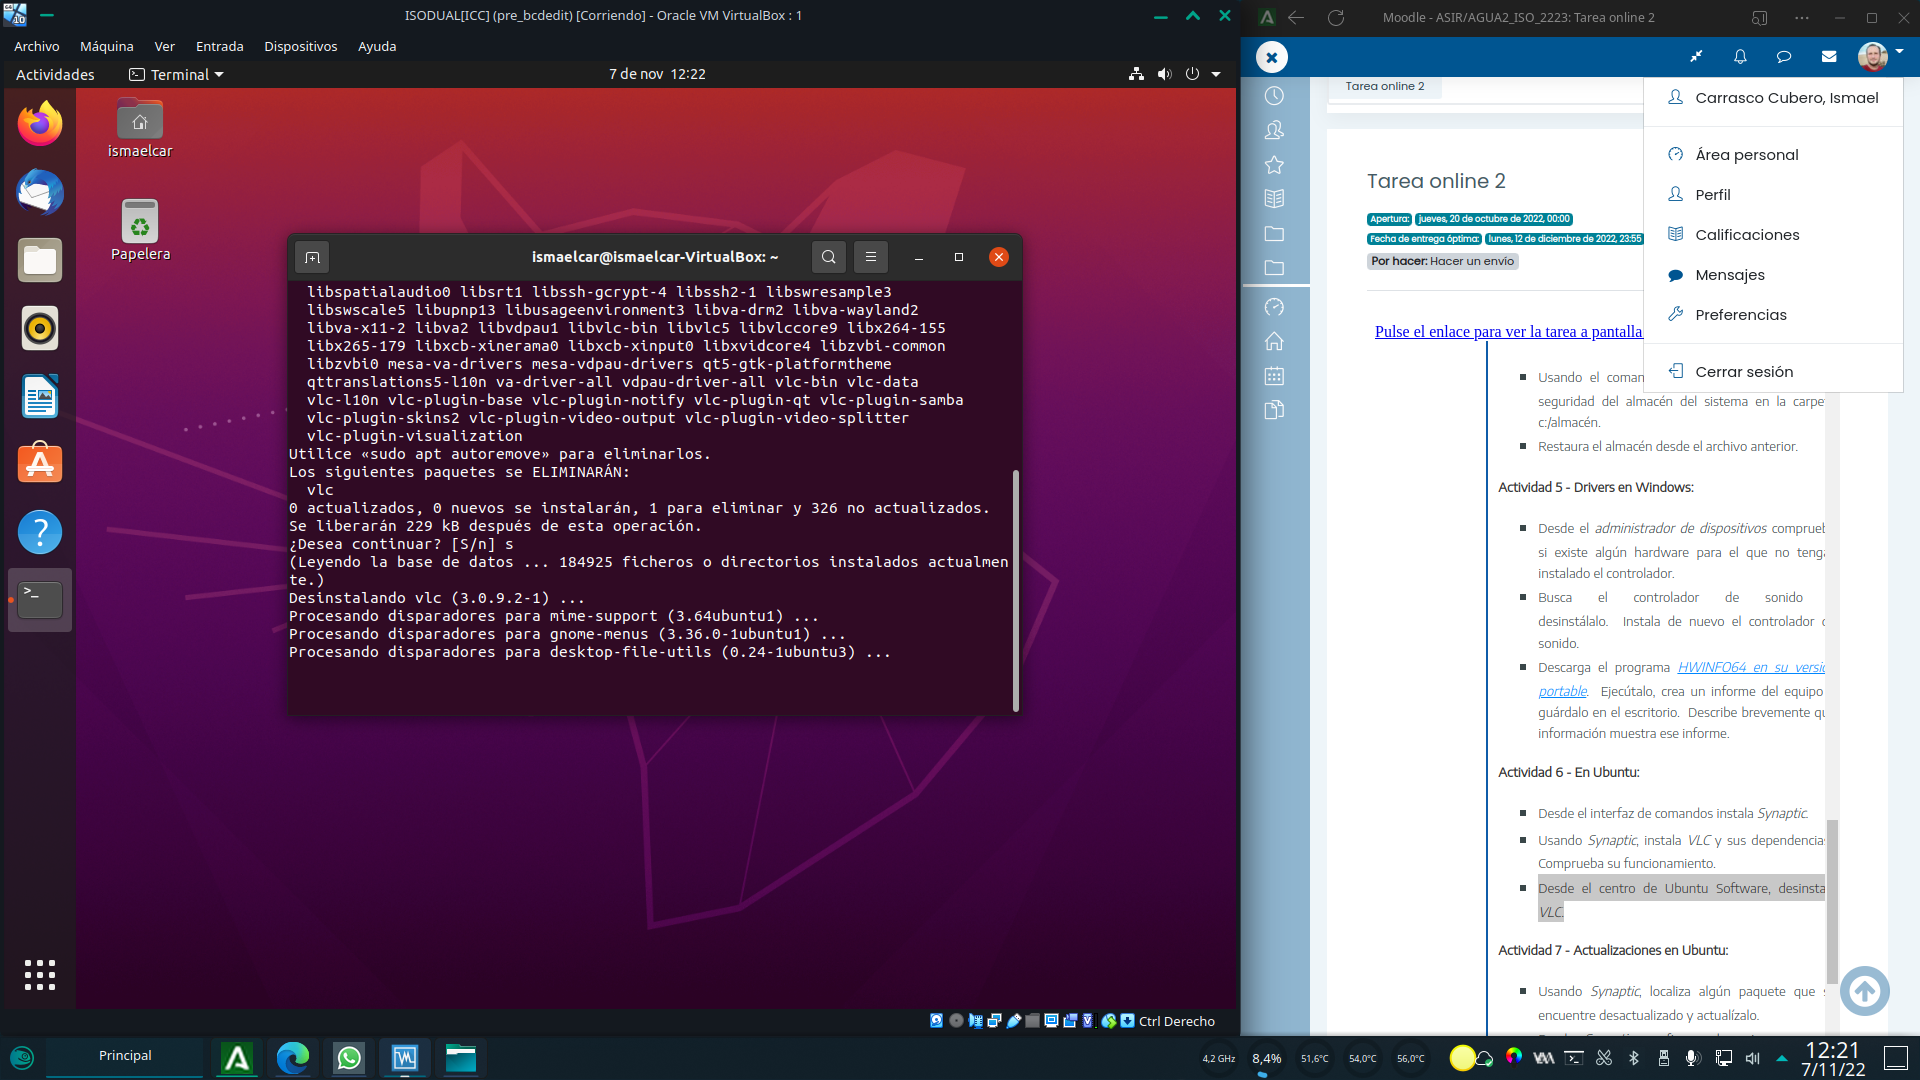 ISODUAL[ICC] (pre_bcdedit) [Corriendo] - Oracle VM VirtualBox : 1
Archivo Máquina Ver Entrada Dispositivos Ayuda
Actividades Terminal 7 de nov 12:22
ismaelcar
Papelera
ismaelcar@ismaelcar-VirtualBox: ~
libspatialaudio0 libsrt1 libssh-gcrypt-4 libssh2-1 libswresample3
libswscale5 libupnp13 libusageenvironment3 libva-drm2 libva-wayland2
libva-x11-2 libva2 libvdpau1 libvlc-bin libvlc5 libvlccore9 libx264-155
libx265-179 libxcb-xinerama0 libxcb-xinput0 libxvidcore4 libzvbi-common
libzvbi0 mesa-va-drivers mesa-vdpau-drivers qt5-gtk-platformtheme
qttranslations5-l10n va-driver-all vdpau-driver-all vlc-bin vlc-data
vlc-l10n vlc-plugin-base vlc-plugin-notify vlc-plugin-qt vlc-plugin-samba
vlc-plugin-skins2 vlc-plugin-video-output vlc-plugin-video-splitter
vlc-plugin-visualization
Utilice «sudo apt autoremove» para eliminarlos.
Los siguientes paquetes se ELIMINARÁN:
vlc
0 actualizados, 0 nuevos se instalarán, 1 para eliminar y 326 no actualizados.
Se liberarán 229 kB después de esta operación.
¿Desea continuar? [S/n] s
(Leyendo la base de datos ... 184925 ficheros o directorios instalados actualmen
te.)
Desinstalando vlc (3.0.9.2-1) ...
Procesando disparadores para mime-support (3.64ubuntu1) ...
Procesando disparadores para gnome-menus (3.36.0-1ubuntu1) ...
Procesando disparadores para desktop-file-utils (0.24-1ubuntu3) ...
Ctrl Derecho
Moodle - ASIR/AGUA2_ISO_2223: Tarea online 2
Tarea online 2
Carrasco Cubero, Ismael
Área personal
Perfil
Calificaciones
Mensajes
Preferencias
Cerrar sesión
Tarea online 2
Apertura: jueves, 20 de octubre de 2022, 00:00
Fecha de entrega óptima: lunes, 12 de diciembre de 2022, 23:55
Por hacer: Hacer un envío
Pulse el enlace para ver la tarea a pantalla
Usando el coman
seguridad del almacén del sistema en la carpe
c:/almacén.
Restaura el almacén desde el archivo anterior.
Actividad 5 - Drivers en Windows:
Desde el administrador de dispositivos comprueb
si existe algún hardware para el que no teng
instalado el controlador.
Busca el controlador de sonido
desinstálalo. Instala de nuevo el controlador
sonido.
Descarga el programa HWINFO64 en su versió
portable. Ejecútalo, crea un informe del equipo
guárdalo en el escritorio. Describe brevemente qu
información muestra ese informe.
Actividad 6 - En Ubuntu:
Desde el interfaz de comandos instala Synaptic.
Usando Synaptic, instala VLC y sus dependencias
Comprueba su funcionamiento.
Desde el centro de Ubuntu Software, desinsta
VLC.
Actividad 7 - Actualizaciones en Ubuntu:
Usando Synaptic, localiza algún paquete que
encuentre desactualizado y actualízalo.
Principal
4,2 GHz 8,4% 51,6°C 54,0°C 56,0°C
12:21
7/11/22